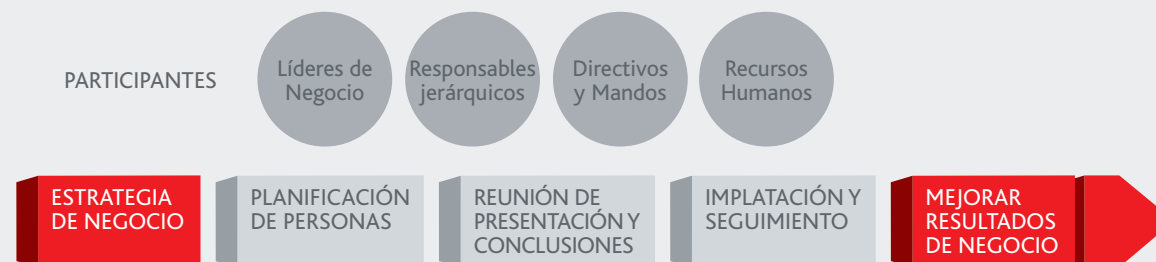 PARTICIPANTES
Líderes de
Negocio
Responsables
jerárquicos
Directivos
y Mandos
Recursos
Humanos
ESTRATEGIA
DE NEGOCIO
PLANIFICACIÓN
DE PERSONAS
REUNIÓN DE
PRESENTACIÓN Y
CONCLUSIONES
IMPLATACIÓN Y
SEGUIMIENTO
MEJORAR
RESULTADOS
DE NEGOCIO